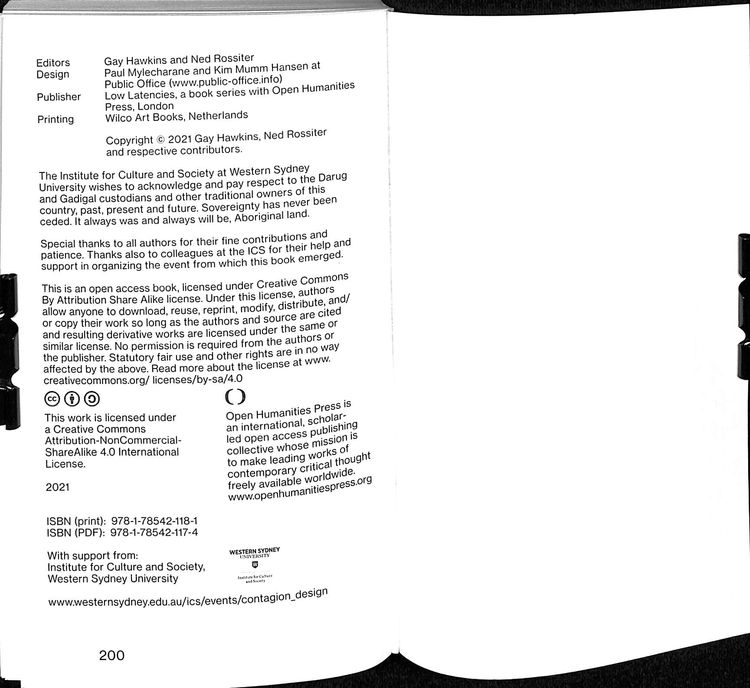 Editors Gay Hawkins and Ned Rossiter
Design Paul Mylecharane and Kim Mumm Hansen at
Public Office (www.public-office.info)
Publisher Low Latencies, a book series with Open Humanities
Press, London
Printing Wilco Art Books, Netherlands
Copyright © 2021 Gay Hawkins, Ned Rossiter
and respective contributors.
The Institute for Culture and Society at Western Sydney
University wishes to acknowledge and pay respect to the Darug
and Gadigal custodians and other traditional owners of this
country, past, present and future. Sovereignty has never been
ceded. It always was and always will be, Aboriginal land.
Special thanks to all authors for their fine contributions and
patience. Thanks also to colleagues at the ICS for their help and
support in organizing the event from which this book emerged.
This is an open access book, licensed under Creative Commons
By Attribution Share Alike license. Under this license, authors
allow anyone to download, reuse, reprint, modify, distribute, and/
or copy their work so long as the authors and source are cited
and resulting derivative works are licensed under the same or
similar license. No permission is required from the authors or
the publisher. Statutory fair use and other rights are in no way
affected by the above. Read more about the license at www.
creativecommons.org/ licenses/by-sa/4.0
cc
This work is licensed under
a Creative Commons
Attribution-NonCommercial-
ShareAlike 4.0 International
License.
2021
Open Humanities Press is
an international, scholar-
led open access publishing
collective whose mission is
to make leading works of
contemporary critical thought
freely available worldwide.
www.openhumanitiespress.org
ISBN (print): 978-1-78542-118-1
ISBN (PDF): 978-1-78542-117-4
With support from:
Institute for Culture and Society,
Western Sydney University
WESTERN SYDNEY
UNIVERSITY
Institute for Culture
and Society
www.westernsydney.edu.au/ics/events/contagion_design
200